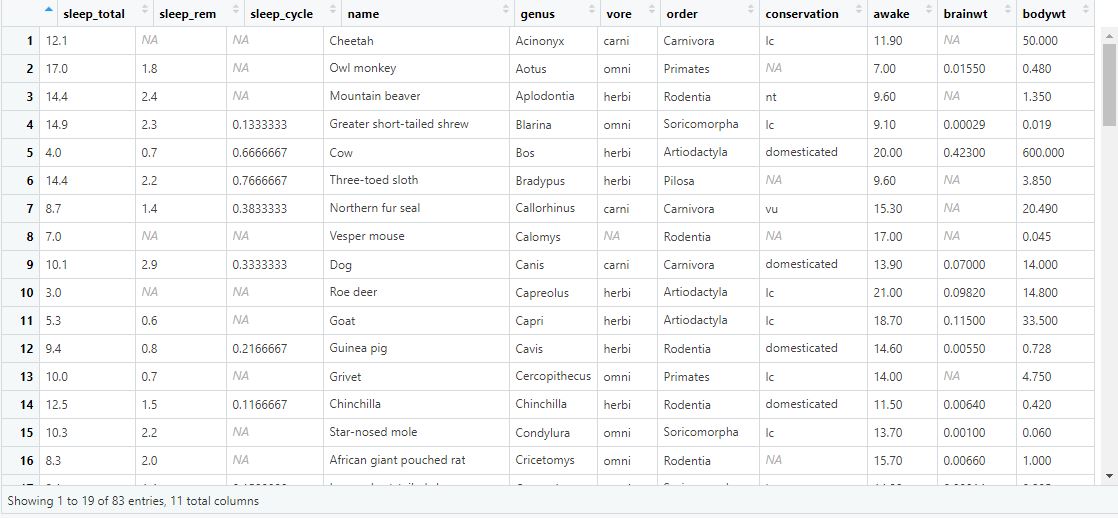 sleep_total sleep_rem sleep_cycle name genus vore order conservation awake brainwt bodywt
1 12.1 NA NA Cheetah Acinonyx carni Carnivora lc 11.90 NA 50.000
2 17.0 1.8 NA Owl monkey Aotus omni Primates NA 7.00 0.01550 0.480
3 14.4 2.4 NA Mountain beaver Aplodontia herbi Rodentia nt 9.60 NA 1.350
4 14.9 2.3 0.1333333 Greater short-tailed shrew Blarina omni Soricomorpha lc 9.10 0.00029 0.019
5 4.0 0.7 0.6666667 Cow Bos herbi Artiodactyla domesticated 20.00 0.42300 600.000
6 14.4 2.2 0.7666667 Three-toed sloth Bradypus herbi Pilosa NA 9.60 NA 3.850
7 8.7 1.4 0.3833333 Northern fur seal Callorhinus carni Carnivora vu 15.30 NA 20.490
8 7.0 NA NA Vesper mouse Calomys NA Rodentia NA 17.00 NA 0.045
9 10.1 2.9 0.3333333 Dog Canis carni Carnivora domesticated 13.90 0.07000 14.000
10 3.0 NA NA Roe deer Capreolus herbi Artiodactyla lc 21.00 0.09820 14.800
11 5.3 0.6 NA Goat Capri herbi Artiodactyla lc 18.70 0.11500 33.500
12 9.4 0.8 0.2166667 Guinea pig Cavis herbi Rodentia domesticated 14.60 0.00550 0.728
13 10.0 0.7 NA Grivet Cercopithecus omni Primates lc 14.00 NA 4.750
14 12.5 1.5 0.1166667 Chinchilla Chinchilla herbi Rodentia domesticated 11.50 0.00640 0.420
15 10.3 2.2 NA Star-nosed mole Condylura omni Soricomorpha lc 13.70 0.00100 0.060
16 8.3 2.0 NA African giant pouched rat Cricetomys omni Rodentia NA 15.70 0.00660 1.000
Showing 1 to 19 of 83 entries, 11 total columns